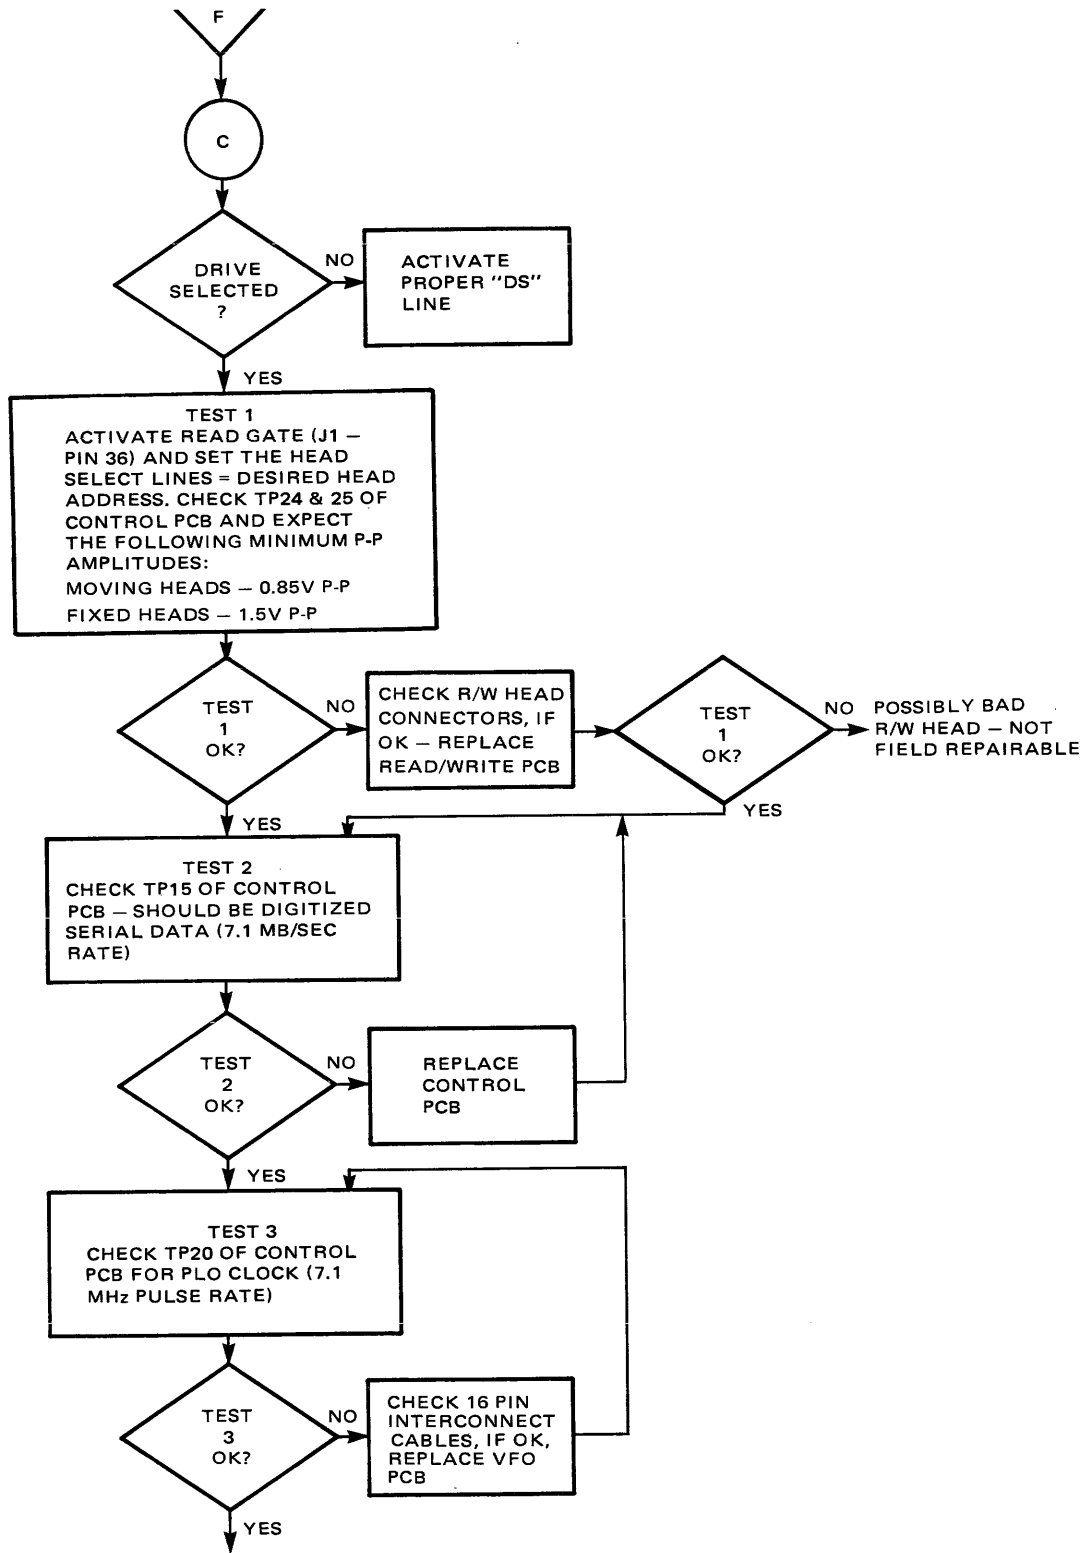 F
C
DRIVE
SELECTED
?
NO
ACTIVATE
PROPER "DS"
LINE
YES
TEST 1
ACTIVATE READ GATE (J1 —
PIN 36) AND SET THE HEAD
SELECT LINES = DESIRED HEAD
ADDRESS. CHECK TP24 & 25 OF
CONTROL PCB AND EXPECT
THE FOLLOWING MINIMUM P-P
AMPLITUDES:
MOVING HEADS — 0.85V P-P
FIXED HEADS — 1.5V P-P
TEST
1
OK?
NO
CHECK R/W HEAD
CONNECTORS, IF
OK — REPLACE
READ/WRITE PCB
TEST
1
OK?
NO
POSSIBLY BAD
R/W HEAD — NOT
FIELD REPAIRABLE
YES
YES
TEST 2
CHECK TP15 OF CONTROL
PCB — SHOULD BE DIGITIZED
SERIAL DATA (7.1 MB/SEC
RATE)
TEST
2
OK?
NO
REPLACE
CONTROL
PCB
YES
TEST 3
CHECK TP20 OF CONTROL
PCB FOR PLO CLOCK (7.1
MHz PULSE RATE)
TEST
3
OK?
NO
CHECK 16 PIN
INTERCONNECT
CABLES, IF OK,
REPLACE VFO
PCB
YES